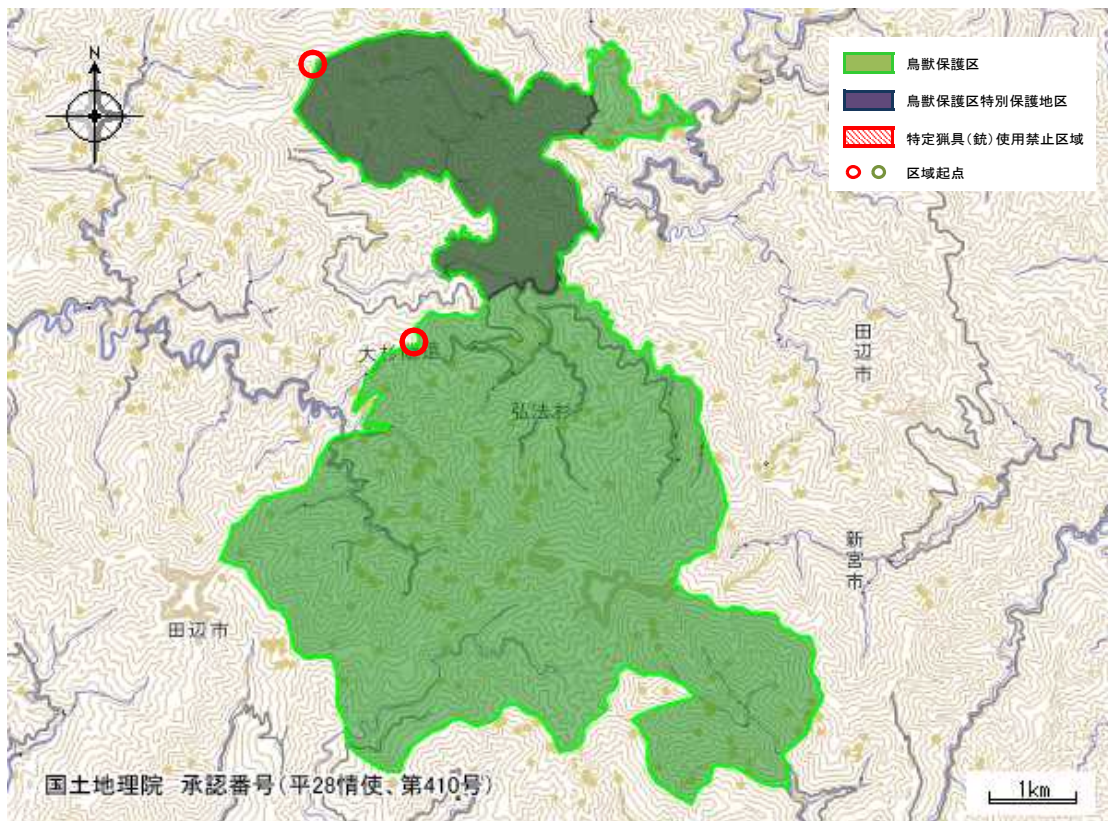 N
鳥獣保護区
鳥獣保護区特別保護地区
特定猟具(銃)使用禁止区域
区域起点
田辺市
弘法杉
新宮市
田辺市
国土地理院 承認番号(平28情使、第410号)
1km